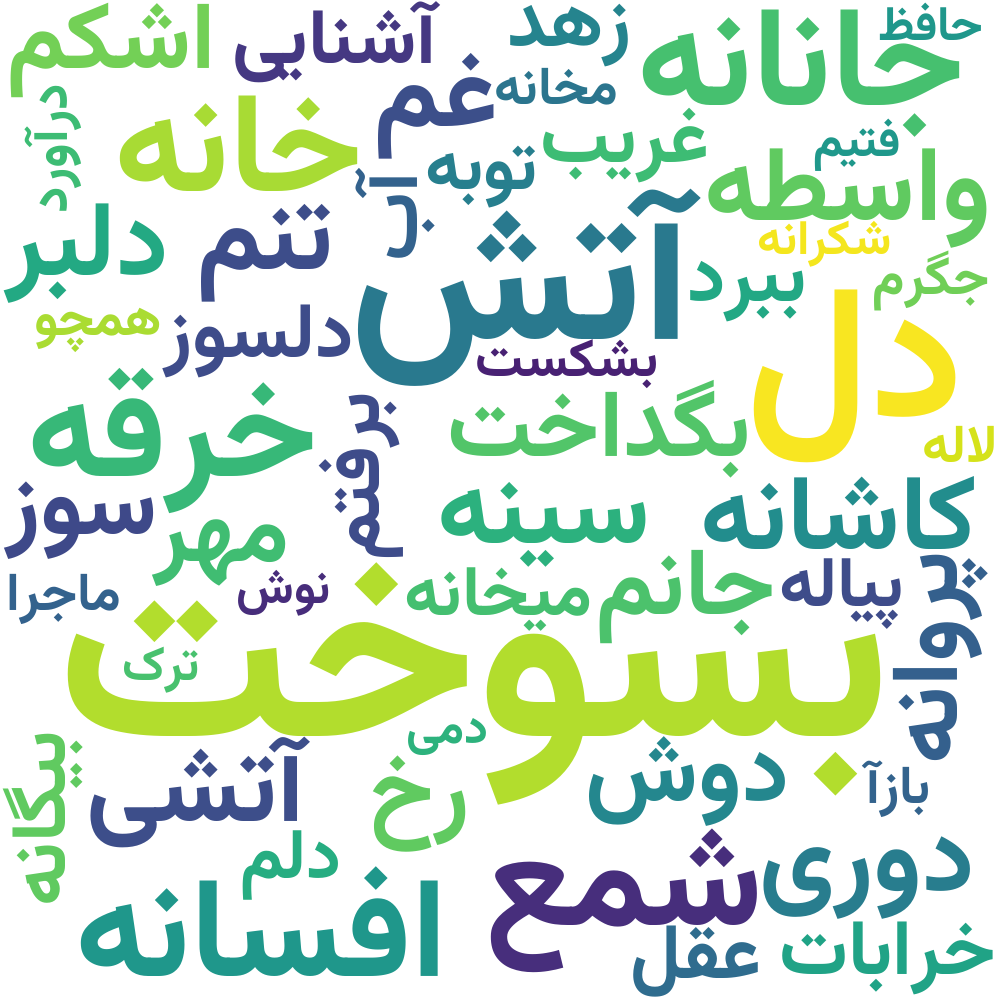 حافظ
جانانه
زهد
آشنایی
اشکم
مخانه
غم
خانه
درآورد
فتیم
غریب
توبه
آب
واسطه
شکرانه
تنم
دلبر
آتش
ببرد
جگرم
دل
دلسوز
همچو
بشکست
خرقه
برفتم
بگداخت
لاله
کاشانه
سینه
سوز
مهر
پروانه
پیاله
جانم
میخانه
نوش
ماجرا
بسوخت
ترک
دمی
بیگانه
آتشی
رخ
دوش
بازآ
دلم
شمع
دوری
افسانه
عقل
خرابات